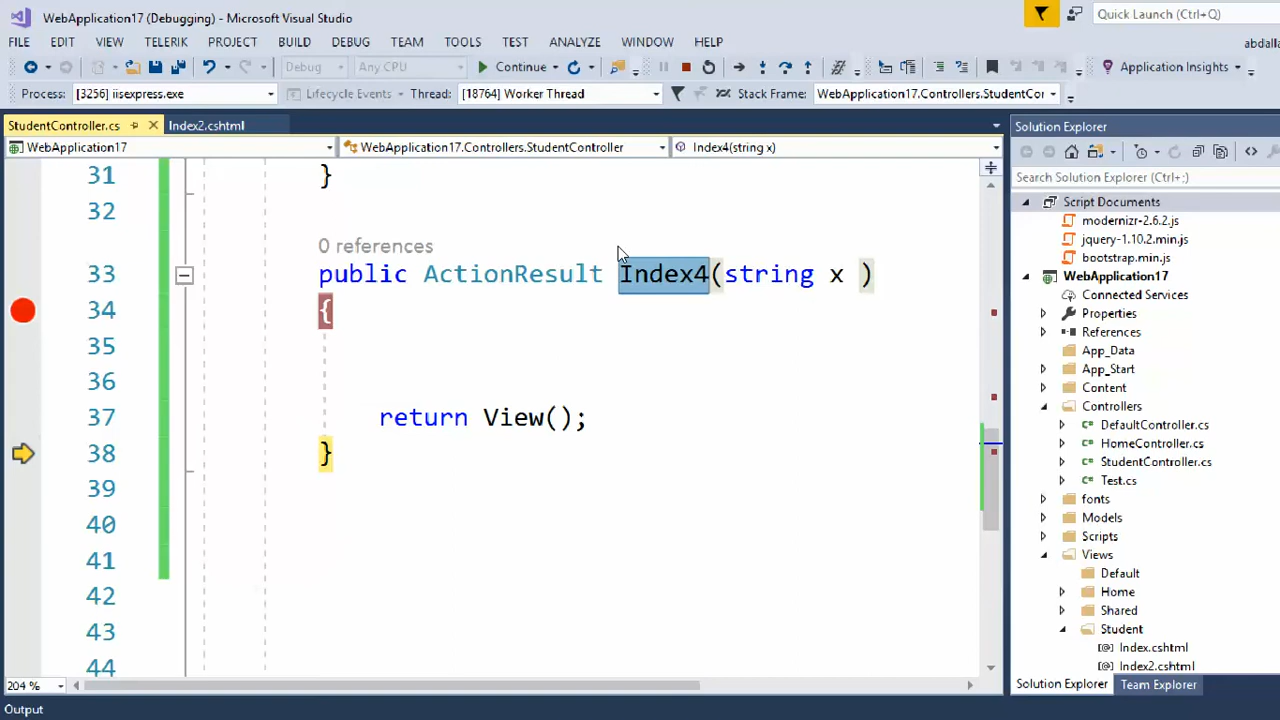 WebApplication17 (Debugging) - Microsoft Visual Studio
Quick Launch (Ctrl+Q)
FILE EDIT VIEW TELERIK PROJECT BUILD DEBUG TEAM TOOLS TEST ANALYZE WINDOW HELP
abdalla
Debug Any CPU Continue Application Insights
Process: [3256] iisexpress.exe Lifecycle Events Thread: [18764] Worker Thread Stack Frame: WebApplication17.Controllers.StudentCor
StudentController.cs Index2.cshtml
WebApplication17 WebApplication17.Controllers.StudentController Index4(string x)
31 }
32
0 references
33 public ActionResult Index4(string x )
34 {
35
36
37 return View();
38 }
39
40
41
42
43
44
204 %
Output
Solution Explorer
Search Solution Explorer (Ctrl+;)
Script Documents
modernizr-2.6.2.js
jquery-1.10.2.min.js
bootstrap.min.js
WebApplication17
Connected Services
Properties
References
App_Data
App_Start
Content
Controllers
DefaultController.cs
HomeController.cs
StudentController.cs
Test.cs
fonts
Models
Scripts
Views
Default
Home
Shared
Student
Index.cshtml
Index2.cshtml
Solution Explorer Team Explorer